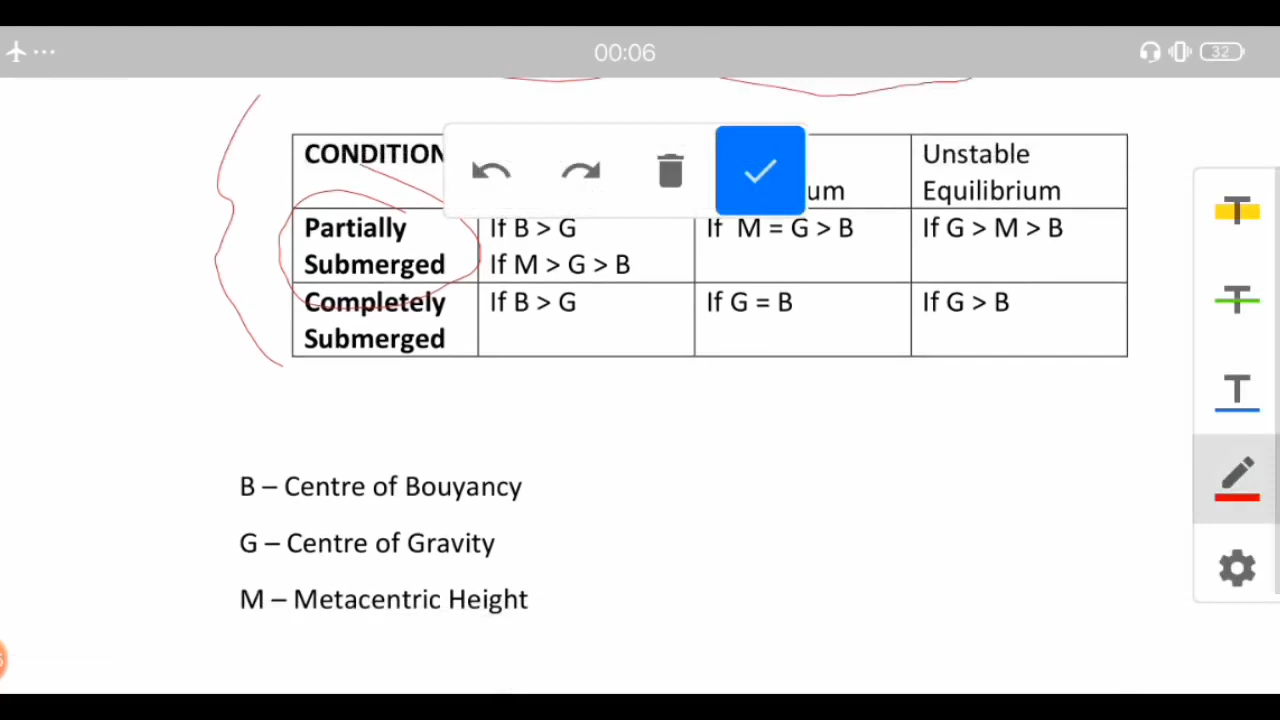 00:06
32
CONDITION
um
Unstable
Equilibrium
Partially
Submerged
If B > G
If M > G > B
If M = G > B
If G > M > B
Completely
Submerged
If B > G
If G = B
If G > B
B – Centre of Bouyancy
G – Centre of Gravity
M – Metacentric Height
T
T
T